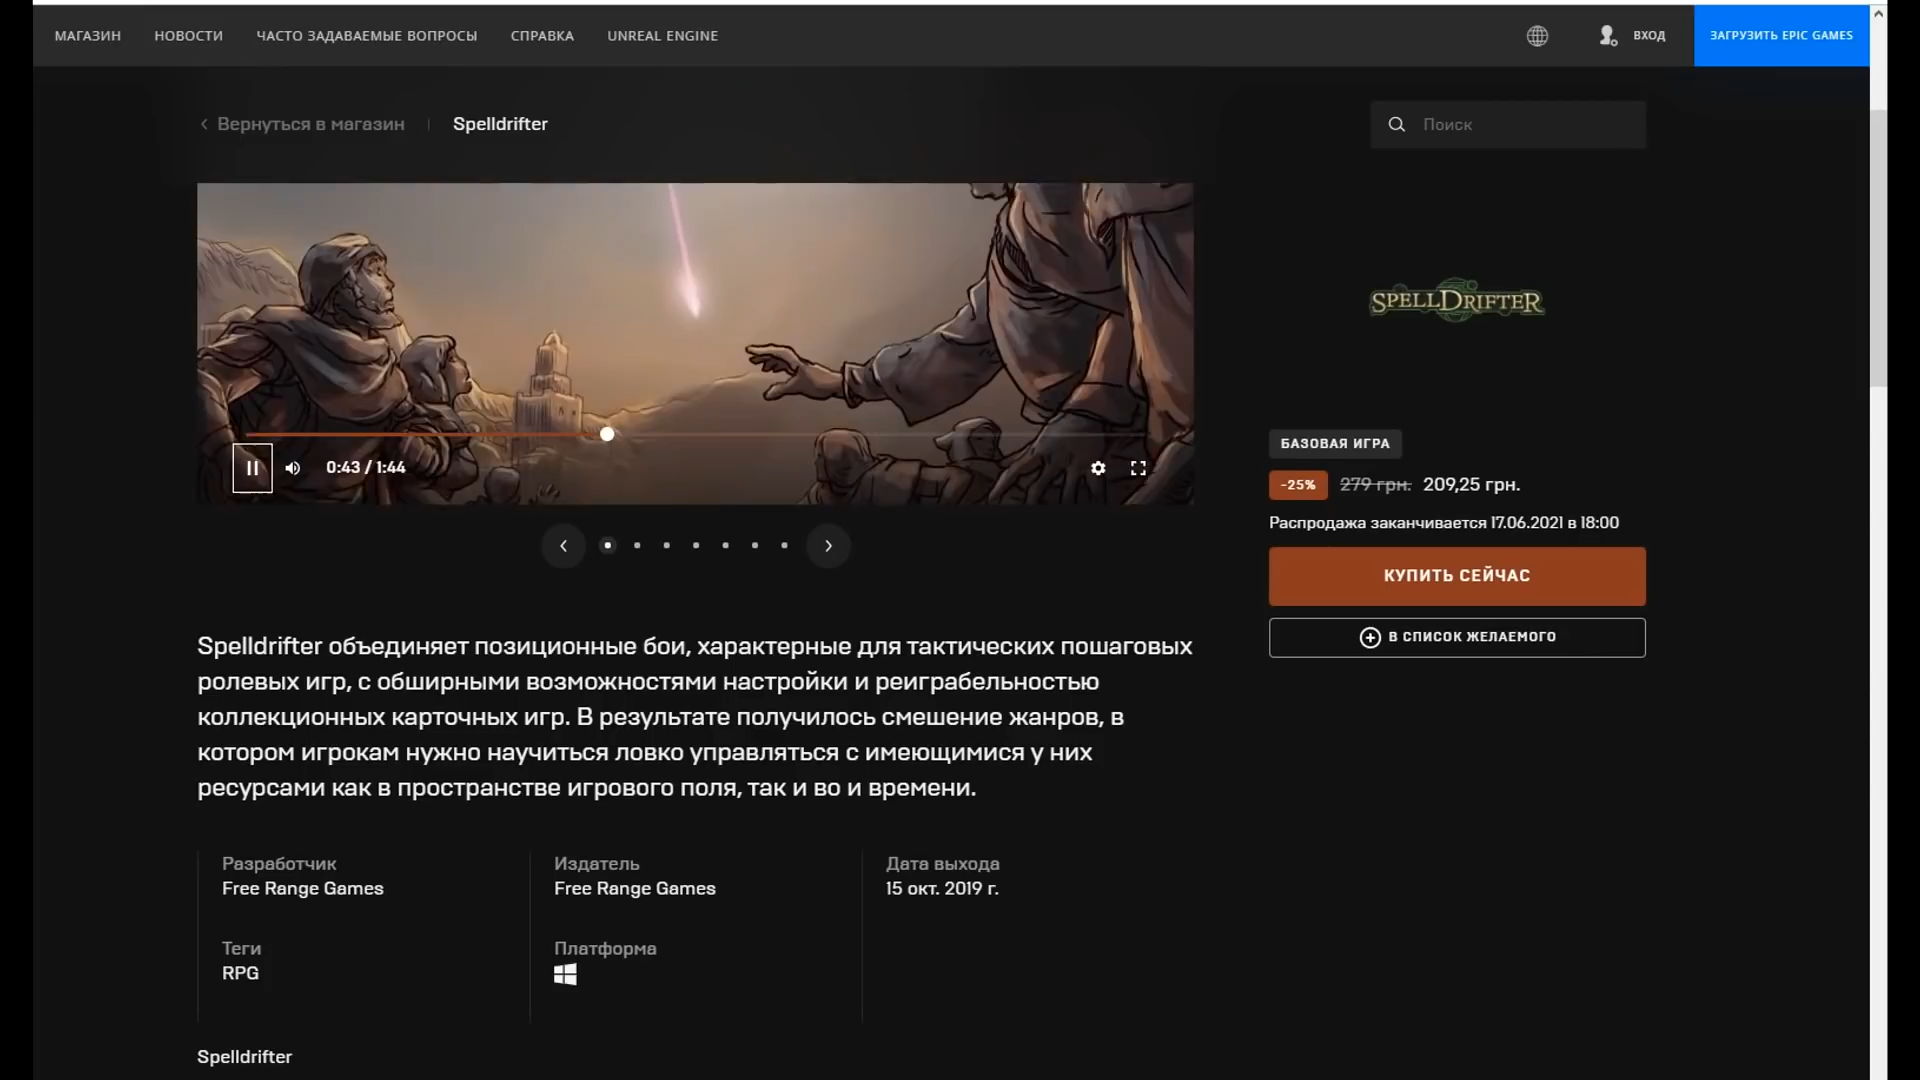 МАГАЗИН НОВОСТИ ЧАСТО ЗАДАВАЕМЫЕ ВОПРОСЫ СПРАВКА UNREAL ENGINE ВХОД ЗАГРУЗИТЬ EPIC GAMES
Вернуться в магазин Spelldrifter Поиск
SPELLDRIFTER
0:43 / 1:44
БАЗОВАЯ ИГРА
-25% 279 грн. 209,25 грн.
Распродажа заканчивается 17.06.2021 в 18:00
КУПИТЬ СЕЙЧАС
В СПИСОК ЖЕЛАЕМОГО
Spelldrifter объединяет позиционные бои, характерные для тактических пошаговых
ролевых игр, с обширными возможностями настройки и реиграбельностью
коллекционных карточных игр. В результате получилось смешение жанров, в
котором игрокам нужно научиться ловко управляться с имеющимися у них
ресурсами как в пространстве игрового поля, так и во и времени.
Разработчик Издатель Дата выхода
Free Range Games Free Range Games 15 окт. 2019 г.
Теги Платформа
RPG
Spelldrifter